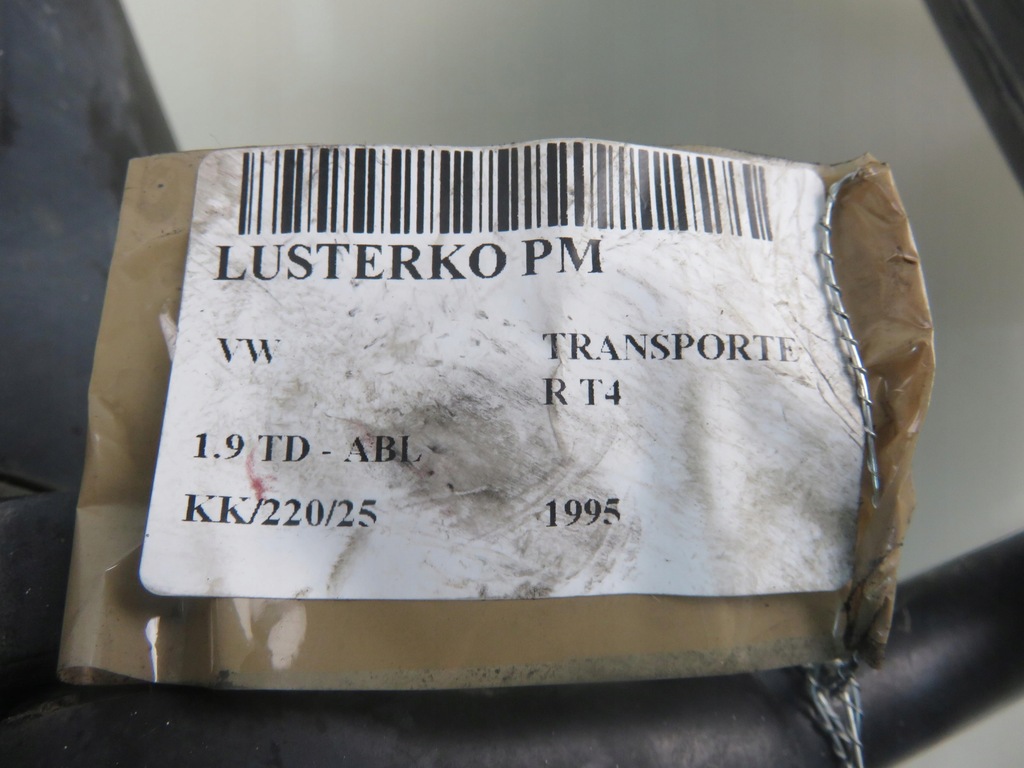 LUSTERKO PM
VW TRANSPORTE
R T4
1.9 TD - ABL
KK/220/25 1995